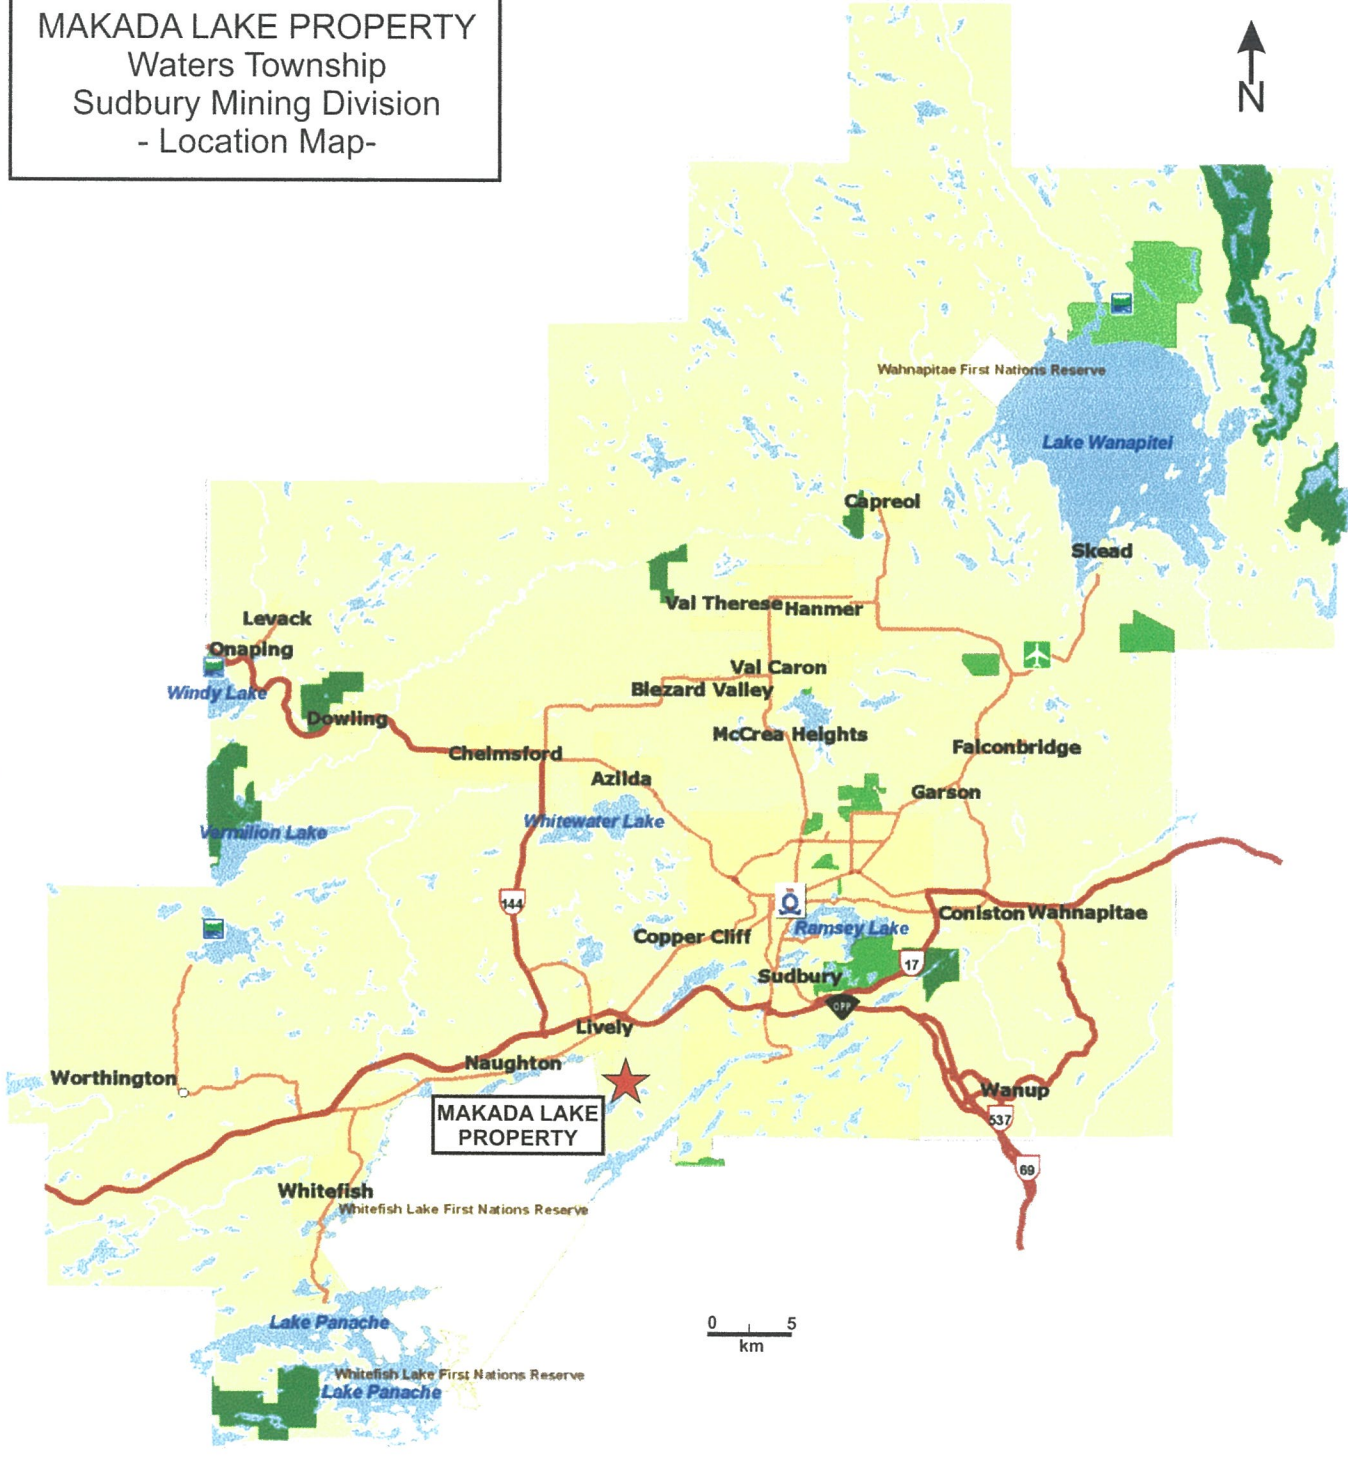 MAKADA LAKE PROPERTY
Waters Township
Sudbury Mining Division
- Location Map-
N
Wahnapitae First Nations Reserve
Lake Wanapitei
Capreol
Skead
Val Therese
Hanmer
Levack
Onaping
Val Caron
Windy Lake
Blezard Valley
Dowling
McCrea Heights
Falconbridge
Chelmsford
Azilda
Garson
Whitewater Lake
Vermilion Lake
144
Coniston
Wahnapitae
Ramsey Lake
Copper Cliff
17
Sudbury
OPP
Lively
Naughton
Worthington
Wanup
MAKADA LAKE
PROPERTY
537
69
Whitefish
Whitefish Lake First Nations Reserve
Lake Panache
0 5
km
Whitefish Lake First Nations Reserve
Lake Panache